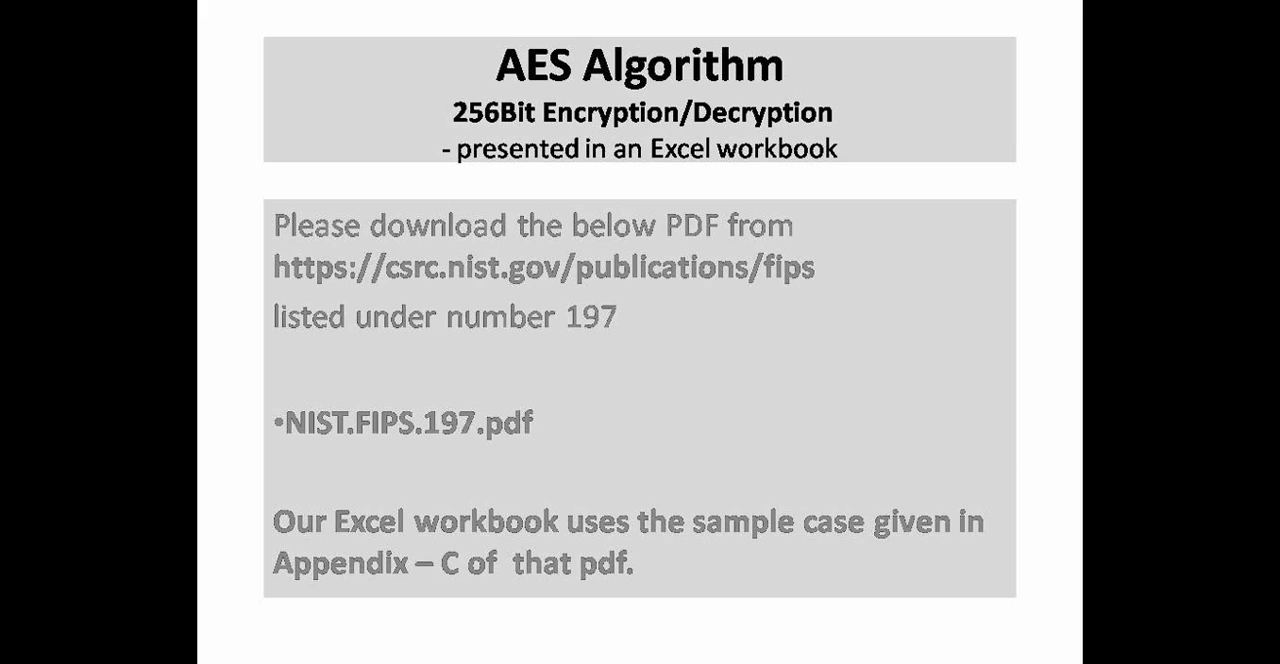 AES Algorithm
256Bit Encryption/Decryption
- presented in an Excel workbook
Please download the below PDF from
https://csrc.nist.gov/publications/fips
listed under number 197
•NIST.FIPS.197.pdf
Our Excel workbook uses the sample case given in
Appendix – C of that pdf.